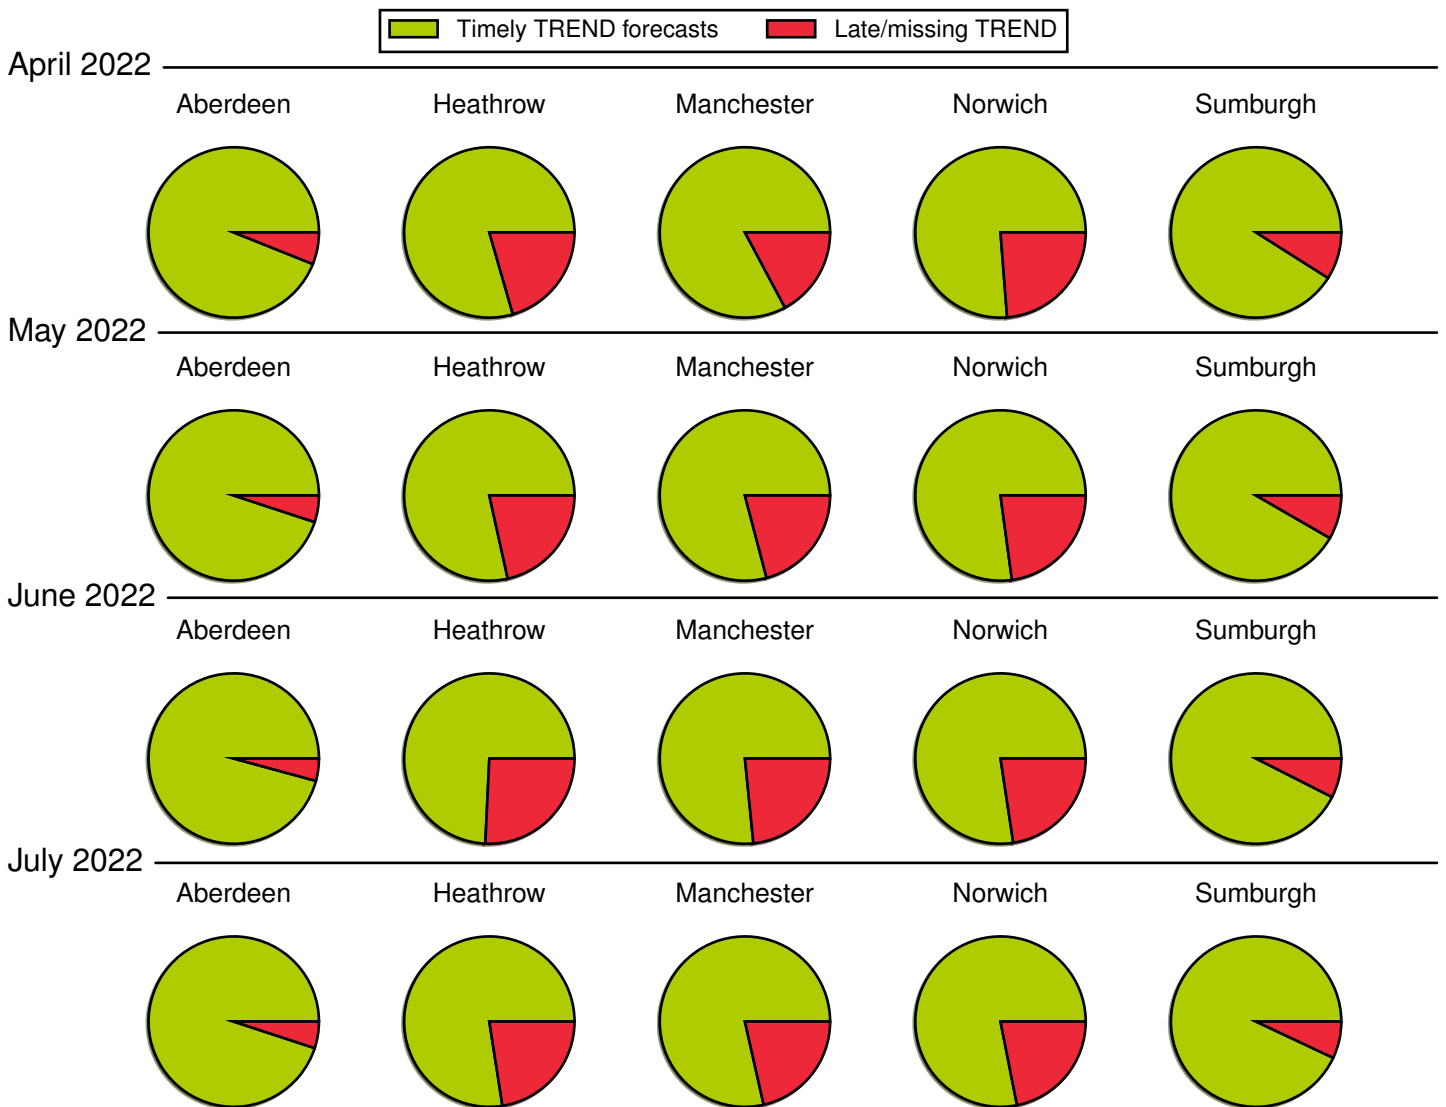 Timely TREND forecasts Late/missing TREND
April 2022
Aberdeen Heathrow Manchester Norwich Sumburgh
May 2022
Aberdeen Heathrow Manchester Norwich Sumburgh
June 2022
Aberdeen Heathrow Manchester Norwich Sumburgh
July 2022
Aberdeen Heathrow Manchester Norwich Sumburgh